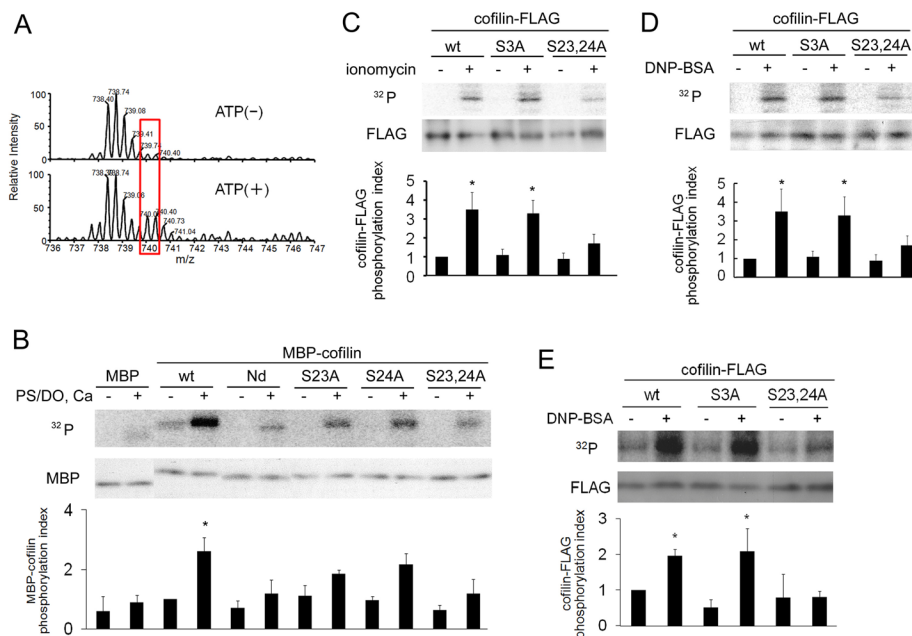 A
ATP(−)
738.40
738.74
739.08
739.41
740.40
100
50
0
Relative Intensity
ATP(+)
738.74
740.40
740.73
741.04
100
50
0
736 737 738 739 740 741 742 743 744 745 746 747
m/z
C
cofilin-FLAG
wt S3A S23,24A
ionomycin - + - + - +
32P
FLAG
cofilin-FLAG
phosphorylation index
5
4
3
2
1
0
* *
D
cofilin-FLAG
wt S3A S23,24A
DNP-BSA - + - + - +
32P
FLAG
cofilin-FLAG
phosphorylation index
5
4
3
2
1
0
* *
B
MBP-cofilin
MBP wt Nd S23A S24A S23,24A
PS/DO, Ca - + - + - + - + - + - +
32P
MBP
MBP-cofilin
phosphorylation index
4
2
0
*
E
cofilin-FLAG
wt S3A S23,24A
DNP-BSA - + - + - +
32P
FLAG
cofilin-FLAG
phosphorylation index
3
2
1
0
* *